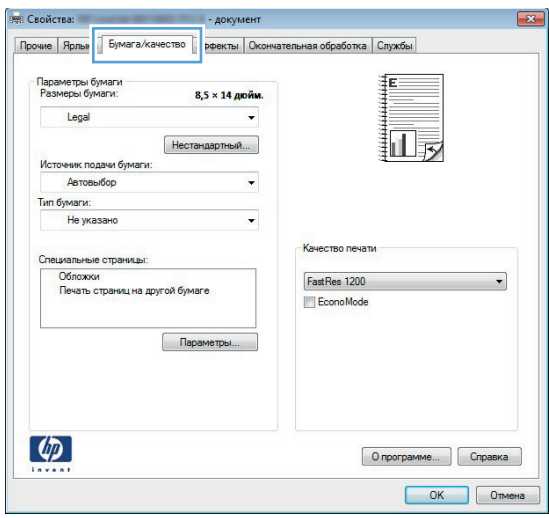 Свойства: - документ
Прочие
Бумага/качество
Окончательная обработка
Службы
Параметры бумаги
Размеры бумаги: 8,5 × 14 дюйм.
Legal
Нестандартный...
Источник подачи бумаги:
Автовыбор
Тип бумаги:
Не указано
Специальные страницы:
Обложки
Печать страниц на другой бумаге
Параметры...
E
Качество печати
FastRes 1200
EconoMode
hp
invent
О программе...
Справка
OK
Отмена